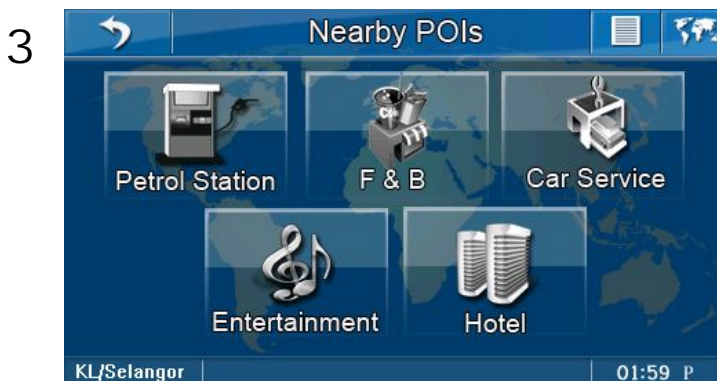 3
Nearby POIs
Petrol Station
F & B
Car Service
Entertainment
Hotel
KL/Selangor
01:59 P